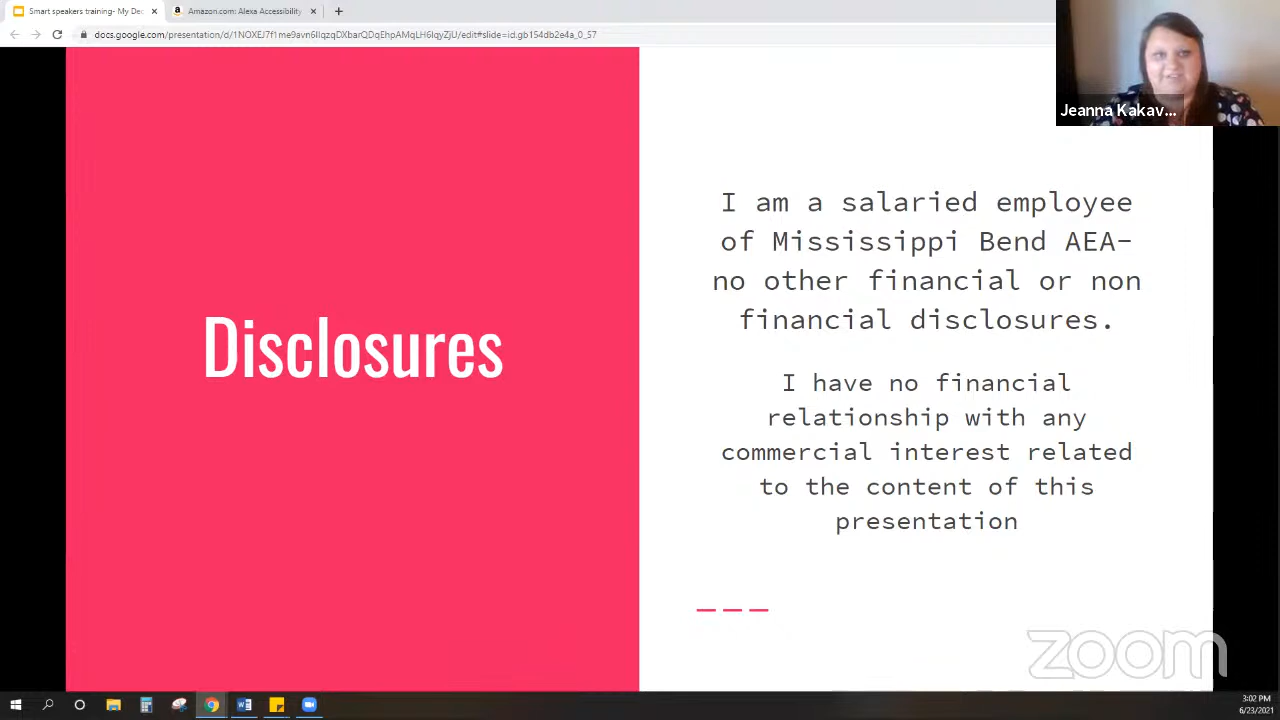 Smart speakers training- My Dec
Amazon.com: Alexa Accessibility
Jeanna Kakav...
I am a salaried employee
of Mississippi Bend AEA-
no other financial or non
financial disclosures.
Disclosures
I have no financial
relationship with any
commercial interest related
to the content of this
presentation
zoom
3:02 PM
6/23/2021